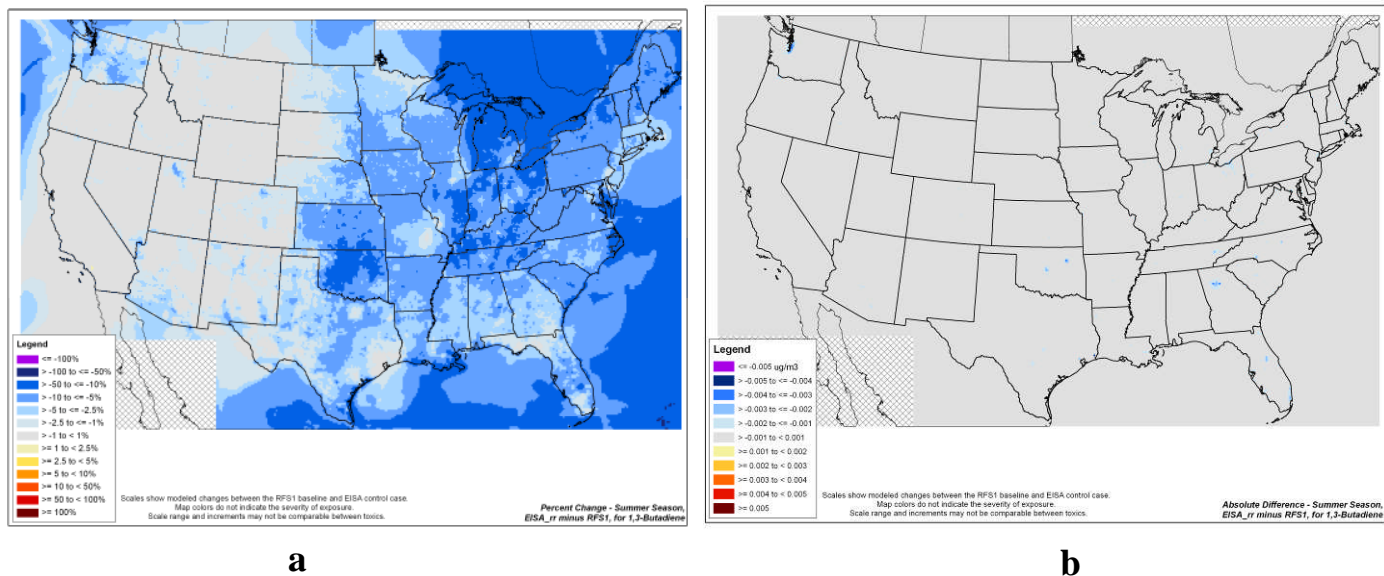 Legend
<= -100%
> -100 to <= -50%
> -50 to <= -10%
> -10 to <= -5%
> -5 to <= -2.5%
> -2.5 to <= -1%
> -1 to < 1%
>= 1 to < 2.5%
>= 2.5 to < 5%
>= 5 to < 10%
>= 10 to < 50%
>= 50 to < 100%
>= 100%
Scales show modeled changes between the RFS1 baseline and EISA control case.
Map colors do not indicate the severity of exposure.
Scale range and increments may not be comparable between toxics.
Percent Change - Summer Season,
EISA_rr minus RFS1, for 1,3-Butadiene
a
Legend
<= -0.005 ug/m3
> -0.005 to <= -0.004
> -0.004 to <= -0.003
> -0.003 to <= -0.002
> -0.002 to <= -0.001
> -0.001 to < 0.001
>= 0.001 to < 0.002
>= 0.002 to < 0.003
>= 0.003 to < 0.004
>= 0.004 to < 0.005
>= 0.005
Scales show modeled changes between the RFS1 baseline and EISA control case.
Map colors do not indicate the severity of exposure.
Scale range and increments may not be comparable between toxics.
Absolute Difference - Summer Season,
EISA_rr minus RFS1, for 1,3-Butadiene
b